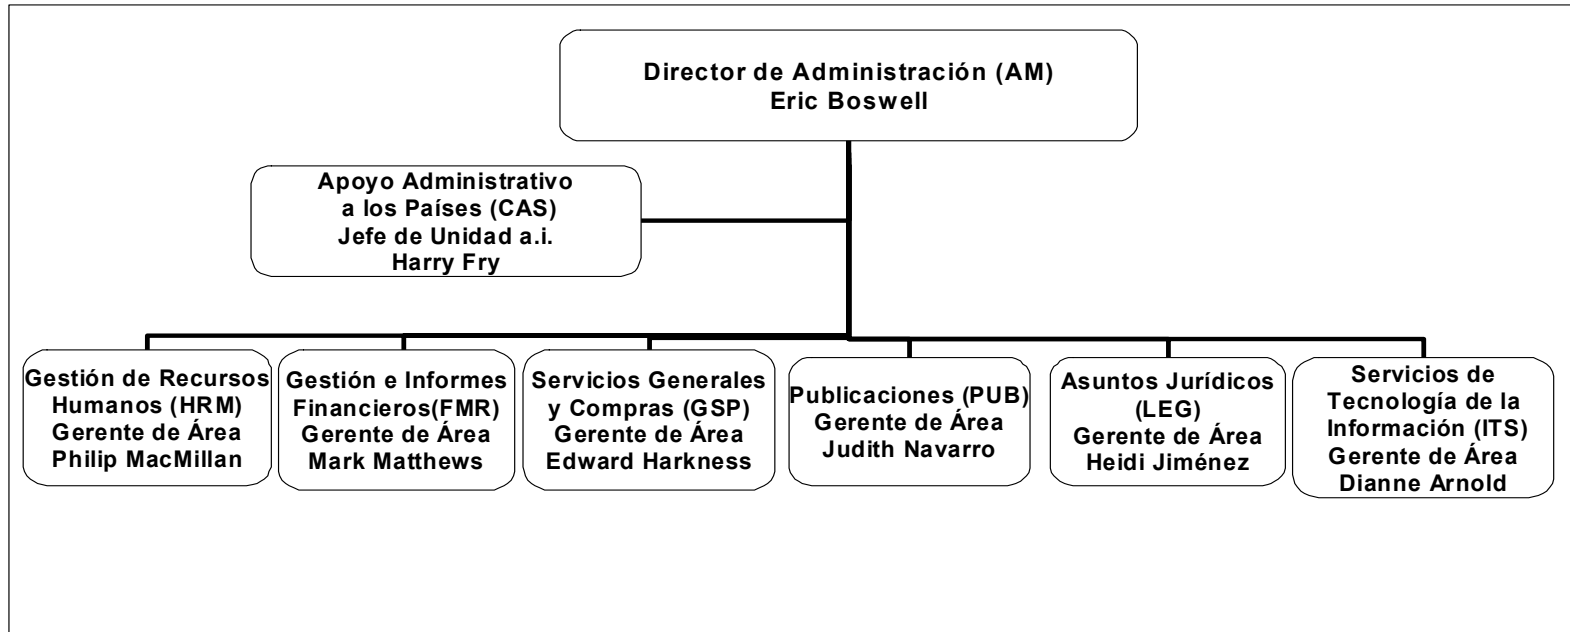 Director de Administración (AM)
Eric Boswell
Apoyo Administrativo
a los Países (CAS)
Jefe de Unidad a.i.
Harry Fry
Gestión de Recursos
Humanos (HRM)
Gerente de Área
Philip MacMillan
Gestión e Informes
Financieros(FMR)
Gerente de Área
Mark Matthews
Servicios Generales
y Compras (GSP)
Gerente de Área
Edward Harkness
Publicaciones (PUB)
Gerente de Área
Judith Navarro
Asuntos Jurídicos
(LEG)
Gerente de Área
Heidi Jiménez
Servicios de
Tecnología de la
Información (ITS)
Gerente de Área
Dianne Arnold